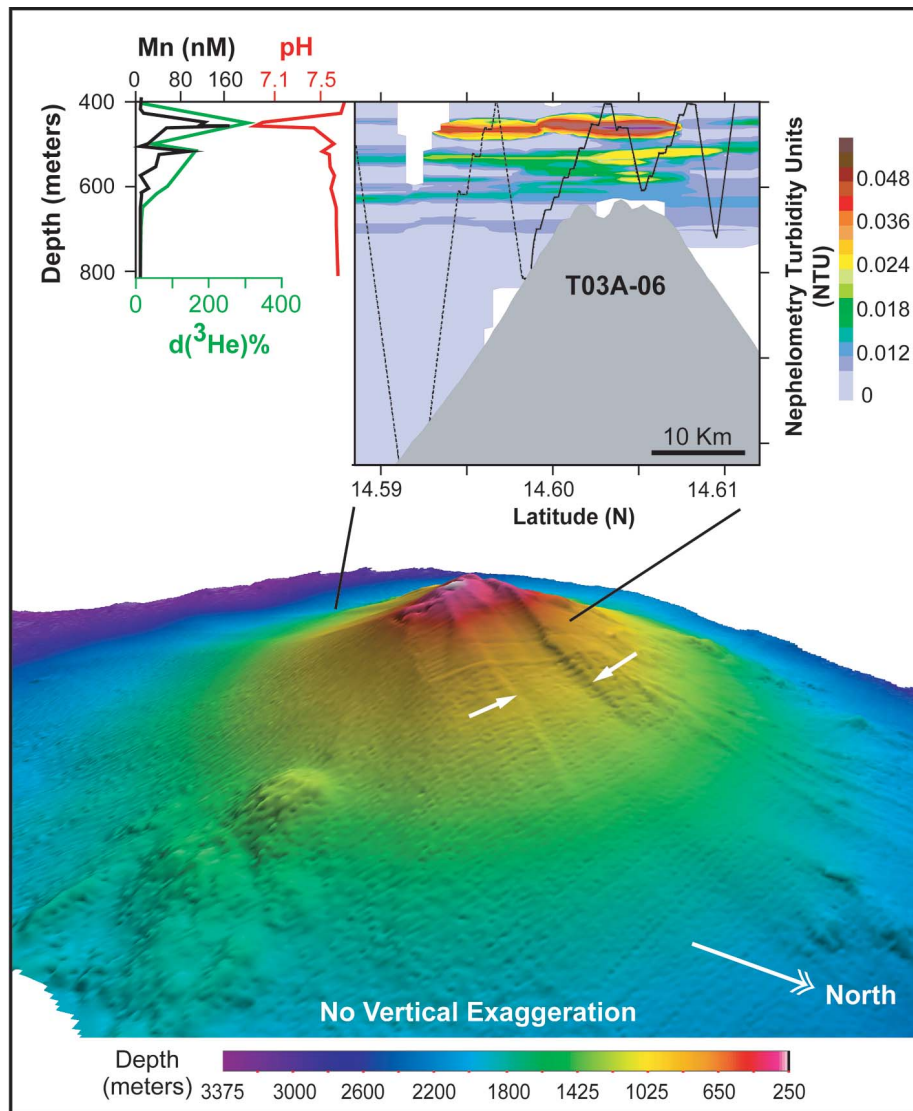 Mn (nM) pH
0 80 160 7.1 7.5
400
600
800
Depth (meters)
0 200 400
d(³He)%
T03A-06
10 Km
14.59 14.60 14.61
Latitude (N)
Nephelometry Turbidity Units
(NTU)
0.048
0.036
0.024
0.018
0.012
0
North
No Vertical Exaggeration
Depth
(meters)
3375 3000 2600 2200 1800 1425 1025 650 250